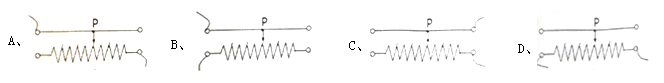 A、 P B、 P C、 P D、 P